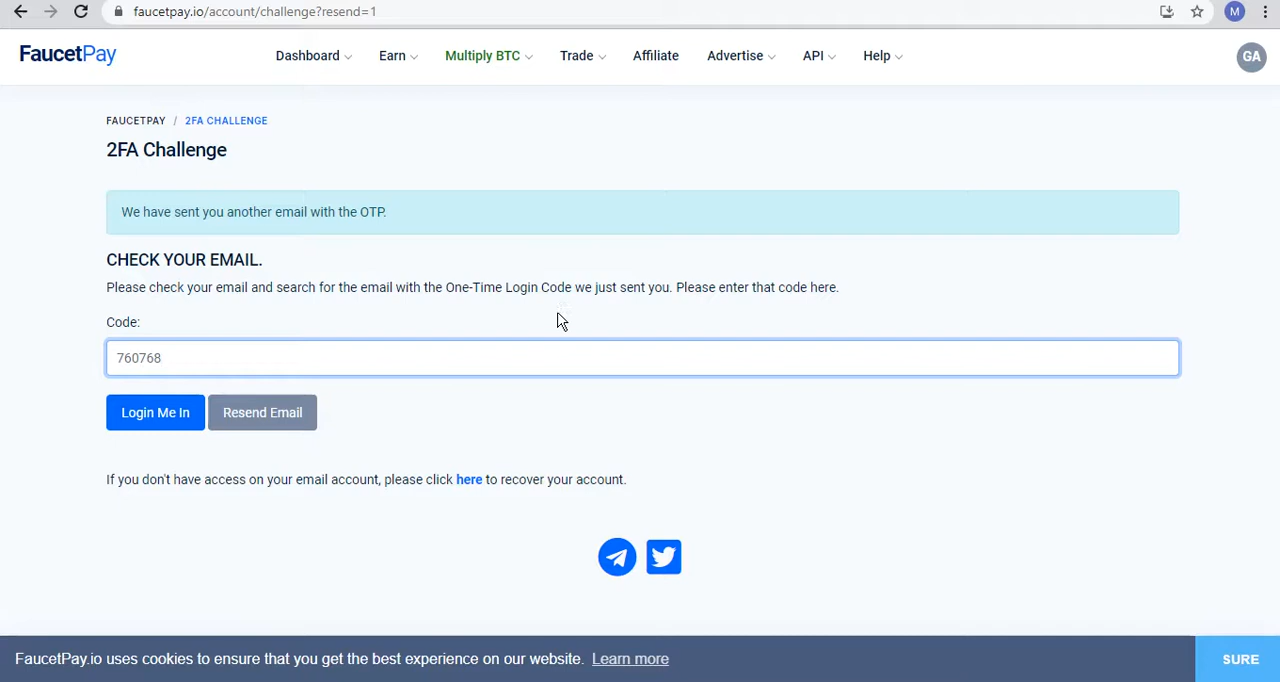 faucetpay.io/account/challenge?resend=1
M
FaucetPay
Dashboard Earn Multiply BTC Trade Affiliate Advertise API Help
GA
FAUCETPAY / 2FA CHALLENGE
2FA Challenge
We have sent you another email with the OTP.
CHECK YOUR EMAIL.
Please check your email and search for the email with the One-Time Login Code we just sent you. Please enter that code here.
Code:
760768
Login Me In Resend Email
If you don't have access on your email account, please click here to recover your account.
FaucetPay.io uses cookies to ensure that you get the best experience on our website. Learn more
SURE